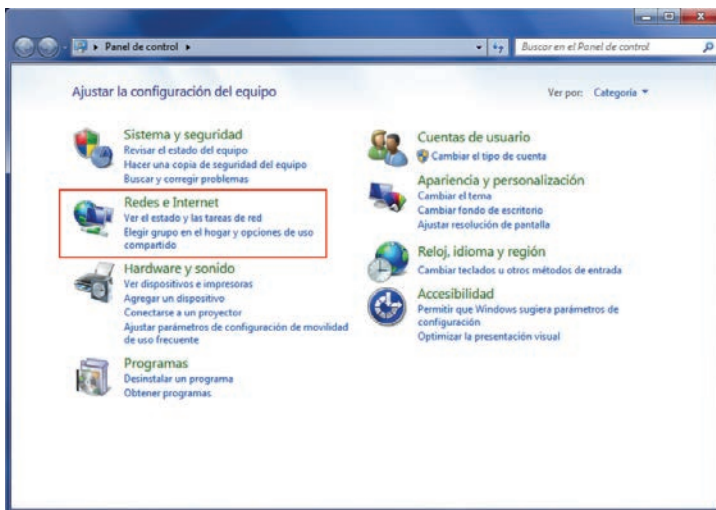 Panel de control
Buscar en el Panel de control
Ajustar la configuración del equipo
Ver por: Categoría
Sistema y seguridad
Revisar el estado del equipo
Hacer una copia de seguridad del equipo
Buscar y corregir problemas
Redes e Internet
Ver el estado y las tareas de red
Elegir grupo en el hogar y opciones de uso
compartido
Hardware y sonido
Ver dispositivos e impresoras
Agregar un dispositivo
Conectarse a un proyector
Ajustar parámetros de configuración de movilidad
de uso frecuente
Programas
Desinstalar un programa
Obtener programas
Cuentas de usuario
Cambiar el tipo de cuenta
Apariencia y personalización
Cambiar el tema
Cambiar fondo de escritorio
Ajustar resolución de pantalla
Reloj, idioma y región
Cambiar teclados u otros métodos de entrada
Accesibilidad
Permitir que Windows sugiera parámetros de
configuración
Optimizar la presentación visual